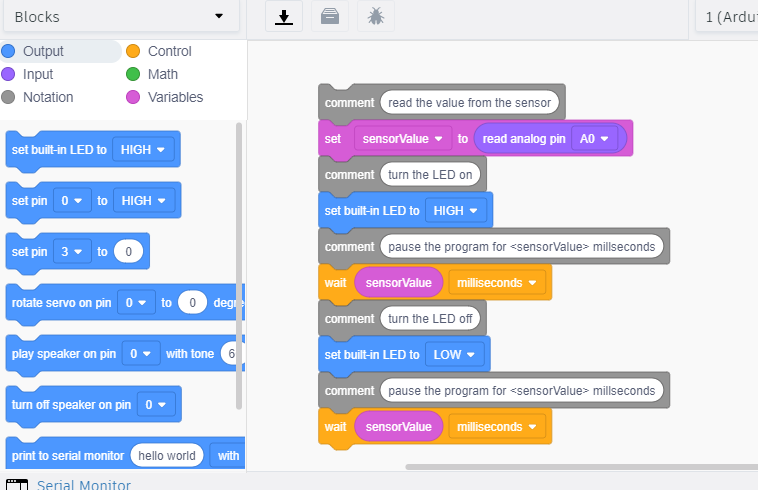 Blocks
1 (Ardu
Output
Control
Input
Math
Notation
Variables
set built-in LED to HIGH
set pin 0 to HIGH
set pin 3 to 0
rotate servo on pin 0 to 0 degre
play speaker on pin 0 with tone 6
turn off speaker on pin 0
print to serial monitor hello world with
Serial Monitor
comment read the value from the sensor
set sensorValue to read analog pin A0
comment turn the LED on
set built-in LED to HIGH
comment pause the program for <sensorValue> millseconds
wait sensorValue milliseconds
comment turn the LED off
set built-in LED to LOW
comment pause the program for <sensorValue> millseconds
wait sensorValue milliseconds